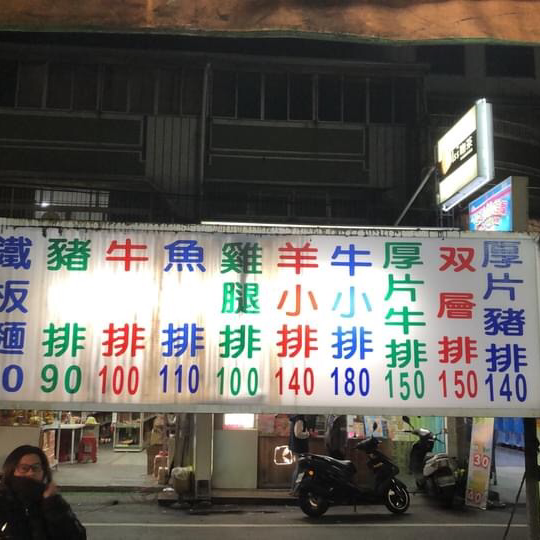 鐵板麵 0
豬排 90
牛排 100
魚排 110
雞腿排 100
羊小排 140
牛小排 180
厚片牛排 150
双層排 150
厚片豬排 140
30